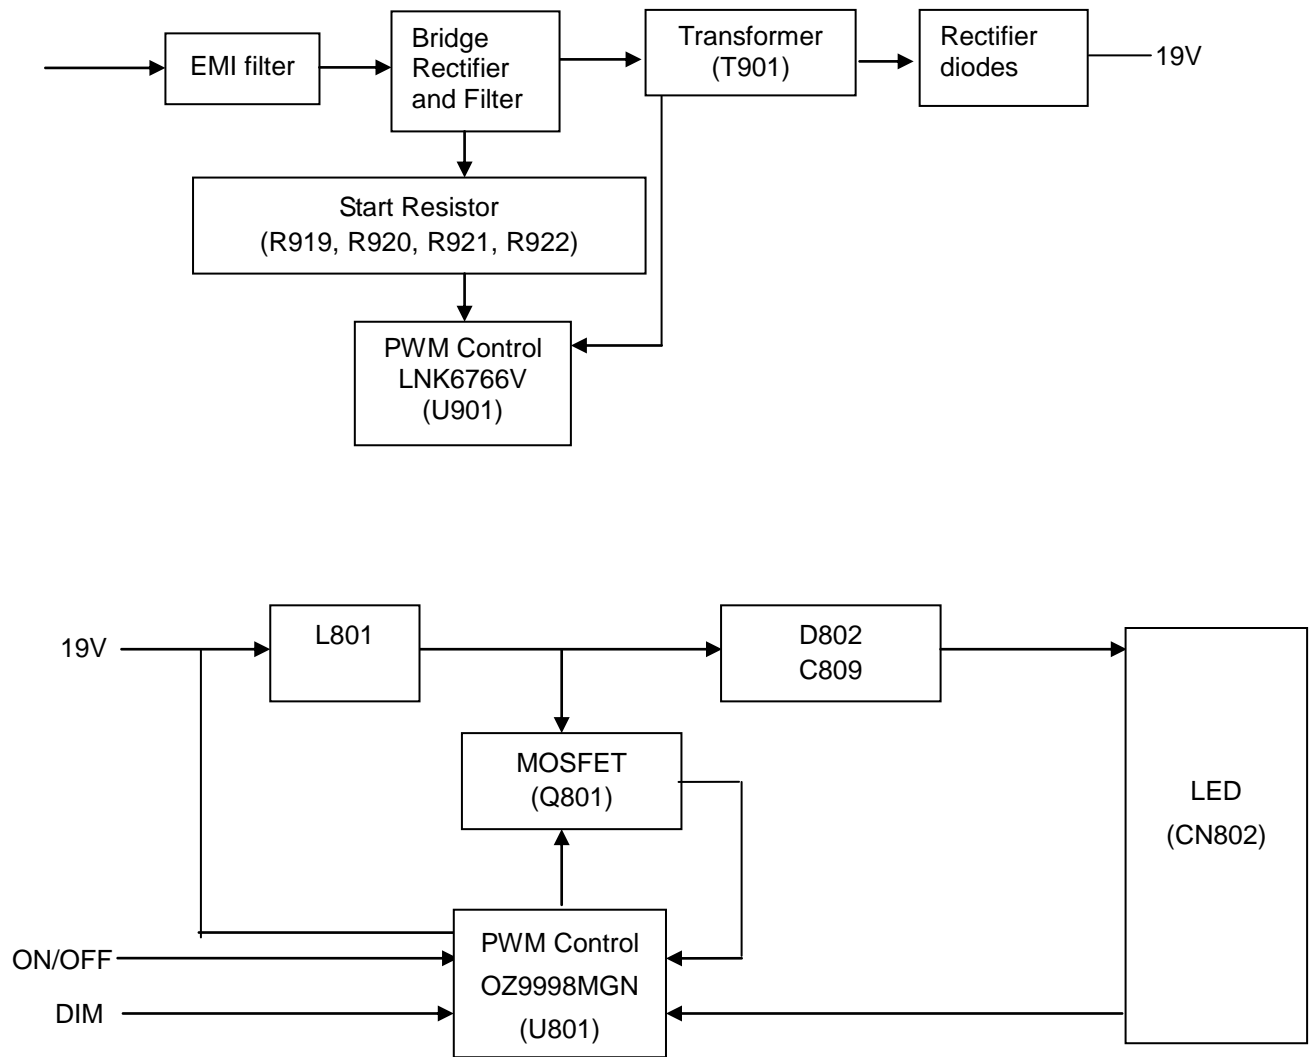 EMI filter
Bridge
Rectifier
and Filter
Transformer
(T901)
Rectifier
diodes
19V
Start Resistor
(R919, R920, R921, R922)
PWM Control
LNK6766V
(U901)
19V
L801
D802
C809
MOSFET
(Q801)
LED
(CN802)
ON/OFF
DIM
PWM Control
OZ9998MGN
(U801)